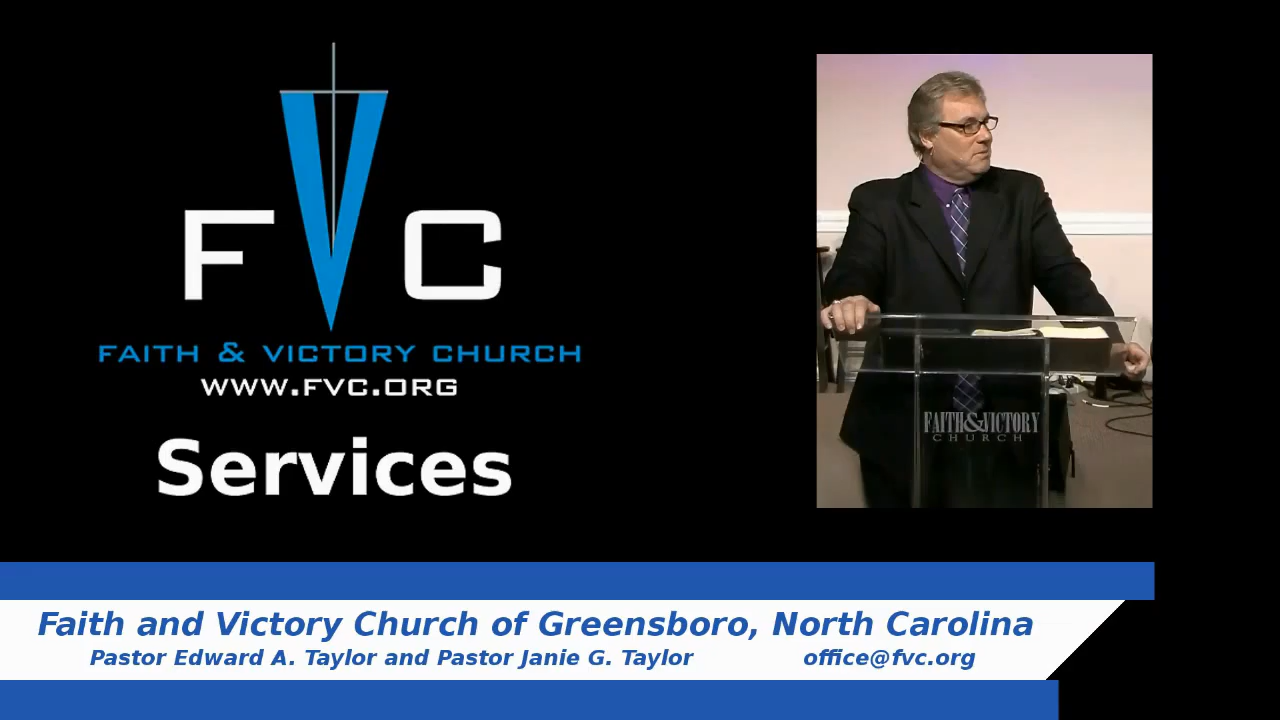 FVC
FAITH & VICTORY CHURCH
WWW.FVC.ORG
Services
FAITH&VICTORY
CHURCH
Faith and Victory Church of Greensboro, North Carolina
Pastor Edward A. Taylor and Pastor Janie G. Taylor office@fvc.org